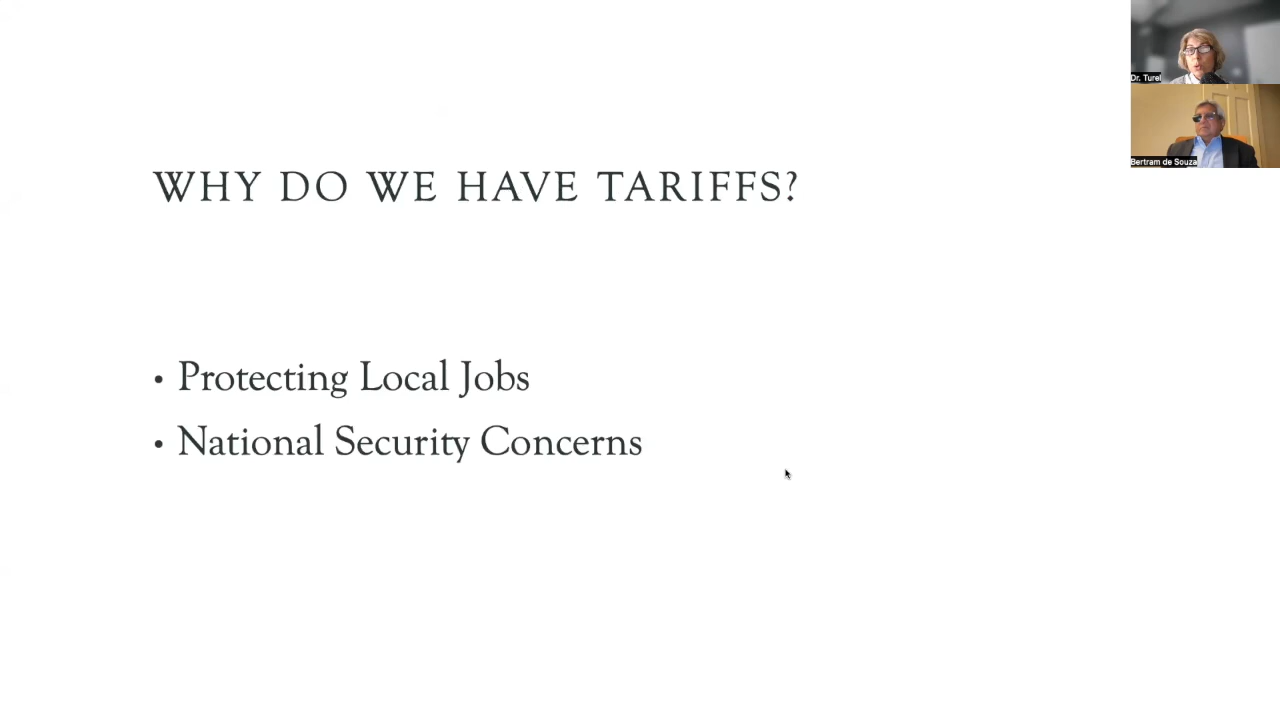 WHY DO WE HAVE TARIFFS?
• Protecting Local Jobs
• National Security Concerns
Dr. Turel
Bertram de Souza